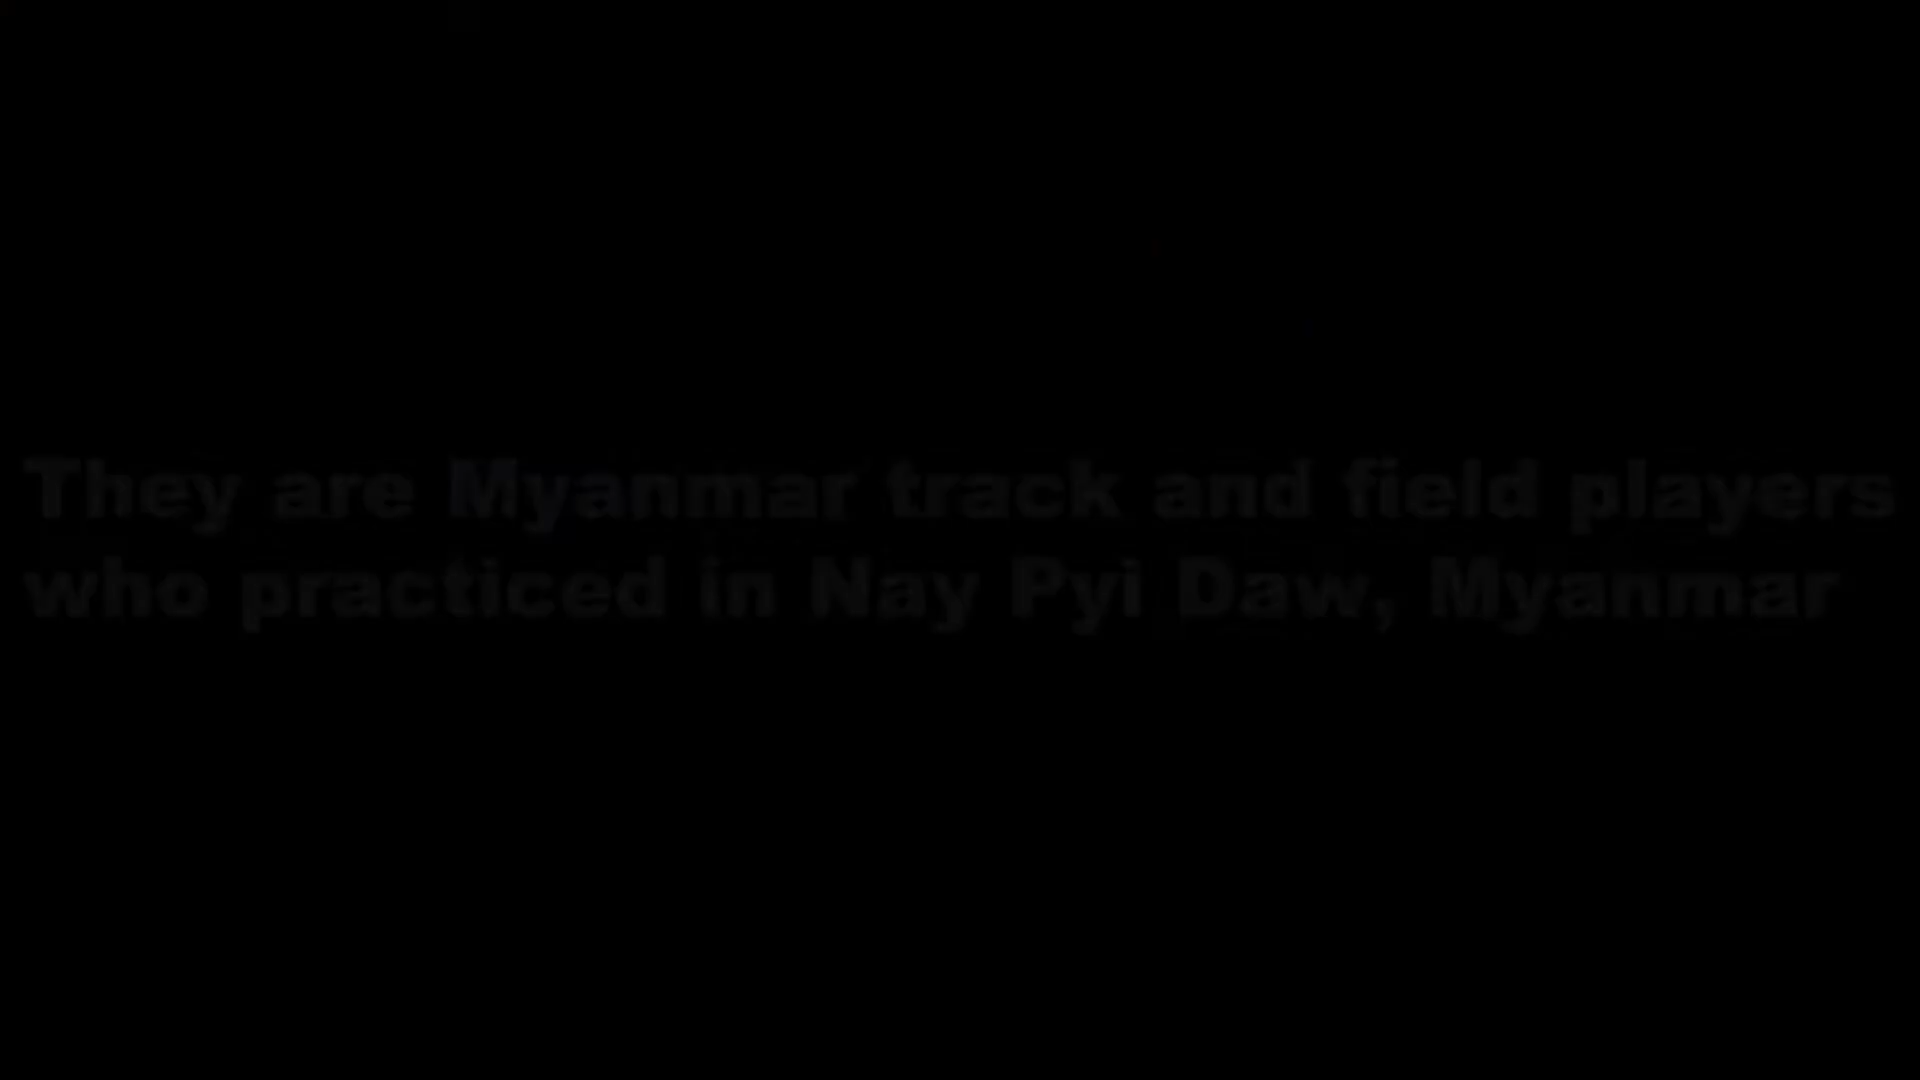 They are Myanmar track and field players
who practiced in Nay Pyi Daw, Myanmar